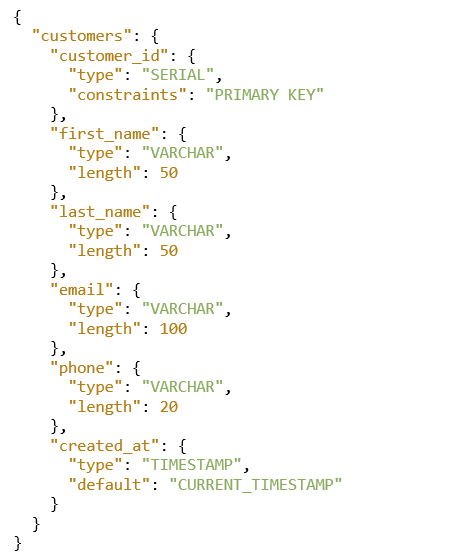 {
  "customers": {
    "customer_id": {
      "type": "SERIAL",
      "constraints": "PRIMARY KEY"
    },
    "first_name": {
      "type": "VARCHAR",
      "length": 50
    },
    "last_name": {
      "type": "VARCHAR",
      "length": 50
    },
    "email": {
      "type": "VARCHAR",
      "length": 100
    },
    "phone": {
      "type": "VARCHAR",
      "length": 20
    },
    "created_at": {
      "type": "TIMESTAMP",
      "default": "CURRENT_TIMESTAMP"
    }
  }
}